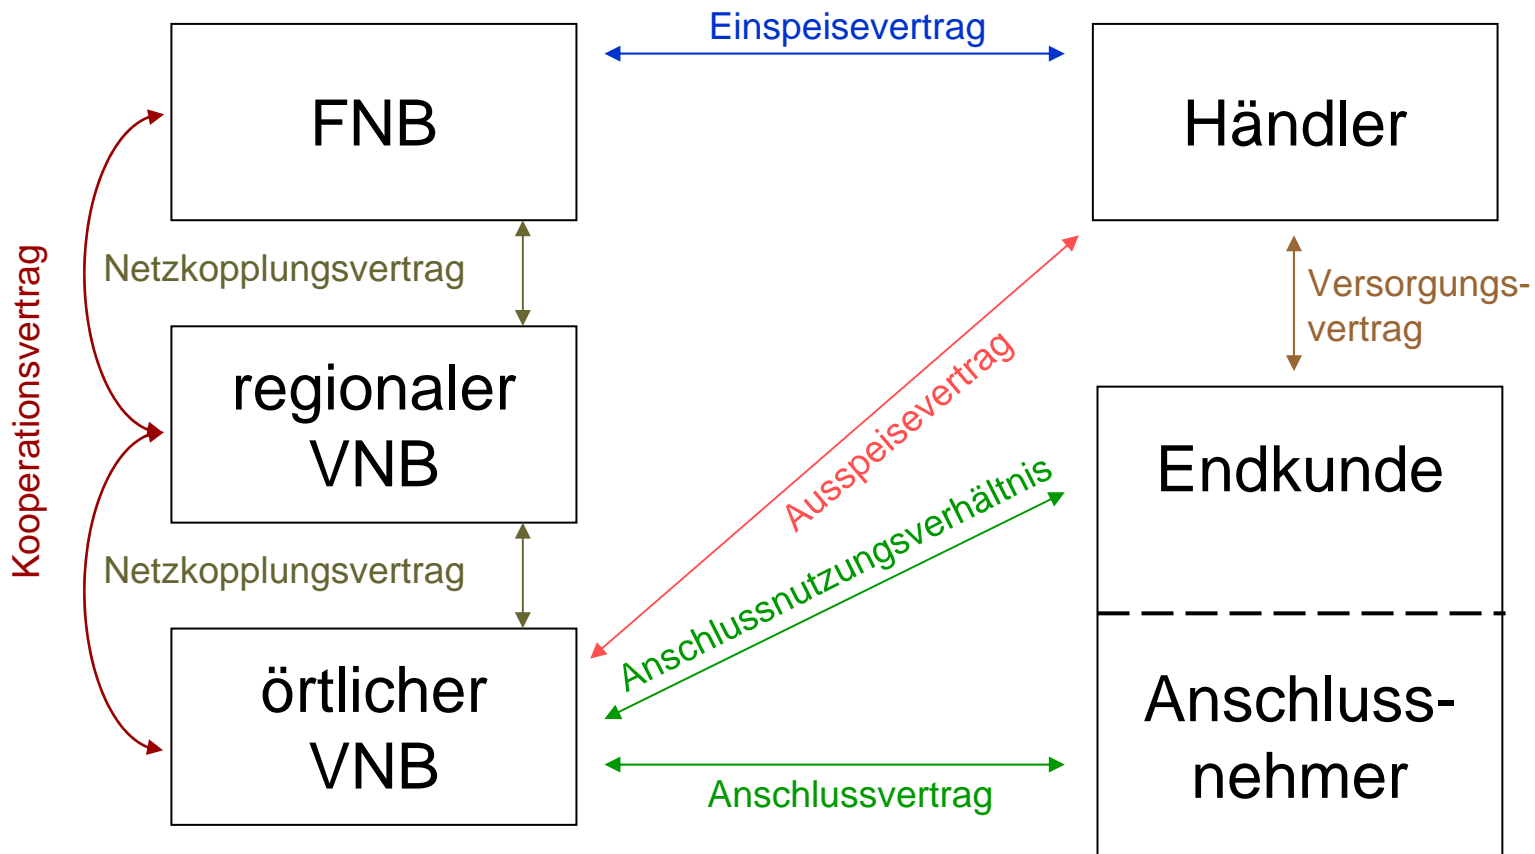 Einspeisevertrag
FNB
Händler
Kooperationsvertrag
Netzkopplungsvertrag
Versorgungs-
vertrag
regionaler
VNB
Ausspeisevertrag
Endkunde
Anschlussnutzungsverhältnis
Netzkopplungsvertrag
örtlicher
VNB
Anschluss-
nehmer
Anschlussvertrag